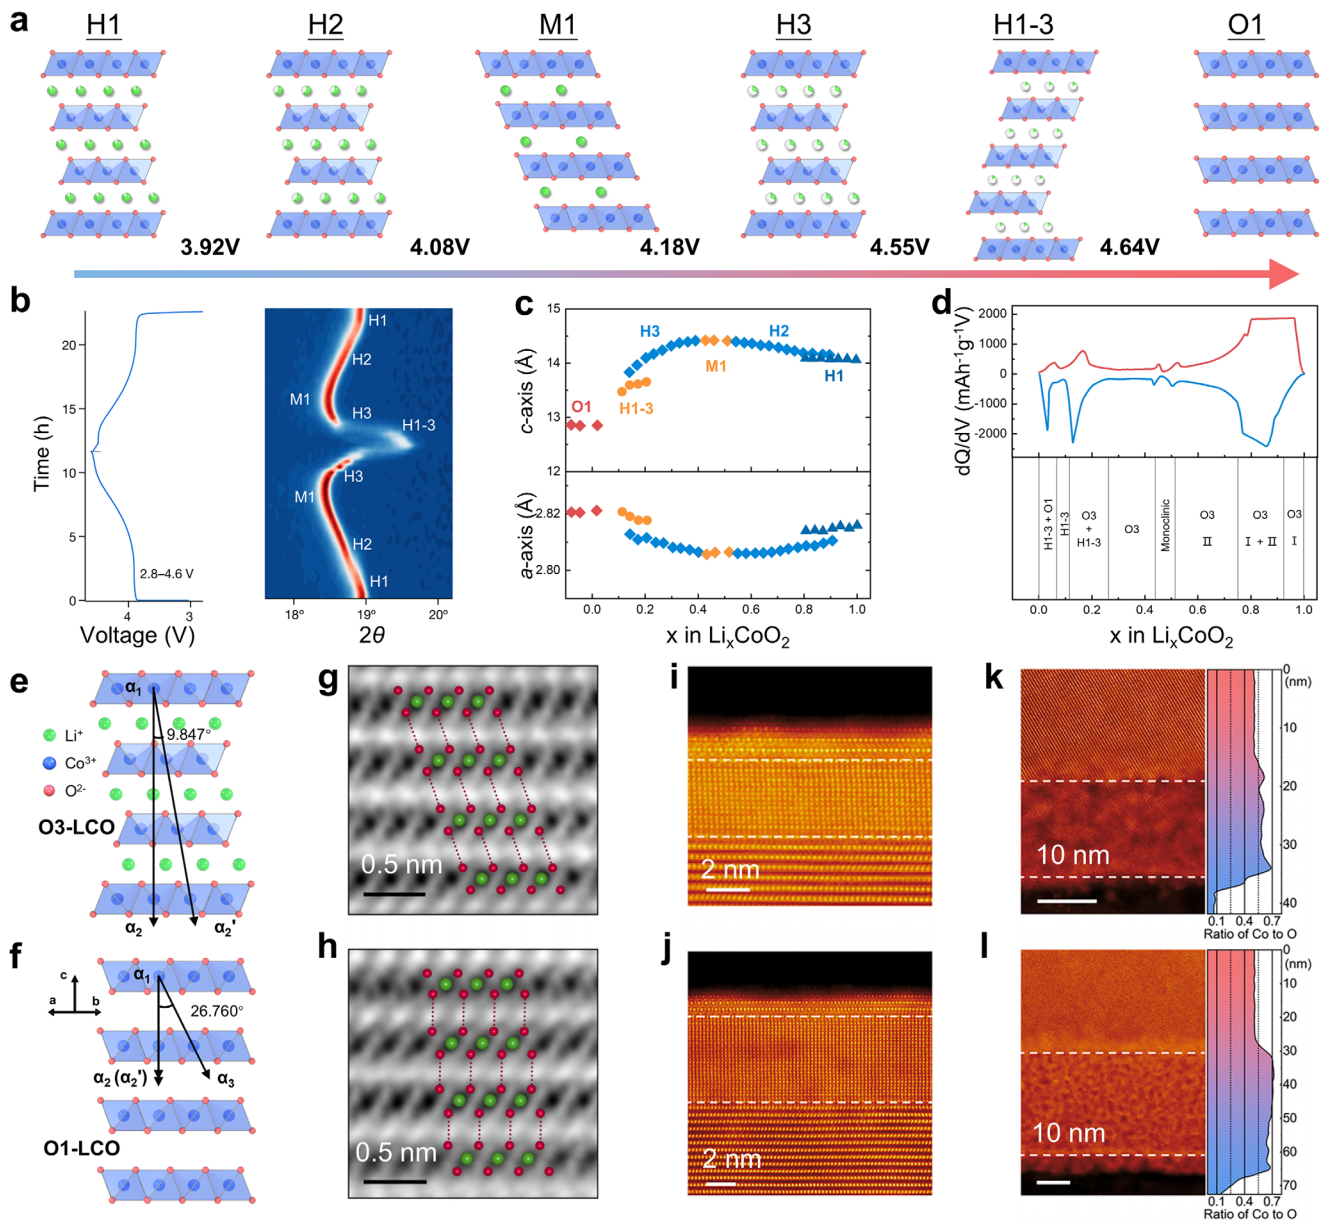 a
H1
H2
M1
H3
H1-3
O1
3.92V
4.08V
4.18V
4.55V
4.64V
b
Time (h)
20
15
10
5
0
2.8–4.6 V
4
3
Voltage (V)
H1
H2
M1
H3
H1-3
H3
M1
H2
H1
18°
19°
20°
2θ
c
c-axis (Å)
15
14
13
12
H3
H2
M1
H1
O1
H1-3
a-axis (Å)
2.82
2.80
0.0
0.2
0.4
0.6
0.8
1.0
x in LiₓCoO₂
d
dQ/dV (mAh⁻¹g⁻¹V)
2000
1000
0
-1000
-2000
H1-3 + O1
H1-3
O3
+
H1-3
O3
Monoclinic
O3
II
O3
I + II
O3
I
0.0
0.2
0.4
0.6
0.8
1.0
x in LiₓCoO₂
e
α₁
9.847°
Li⁺
Co³⁺
O²⁻
O3-LCO
α₂
α₂'
f
α₁
c
a
b
26.760°
α₂ (α₂')
α₃
O1-LCO
g
0.5 nm
h
0.5 nm
i
2 nm
j
2 nm
k
10 nm
0
(nm)
10
20
30
40
0.1
0.4
0.7
Ratio of Co to O
l
10 nm
0
(nm)
10
20
30
40
50
60
70
0.1
0.4
0.7
Ratio of Co to O